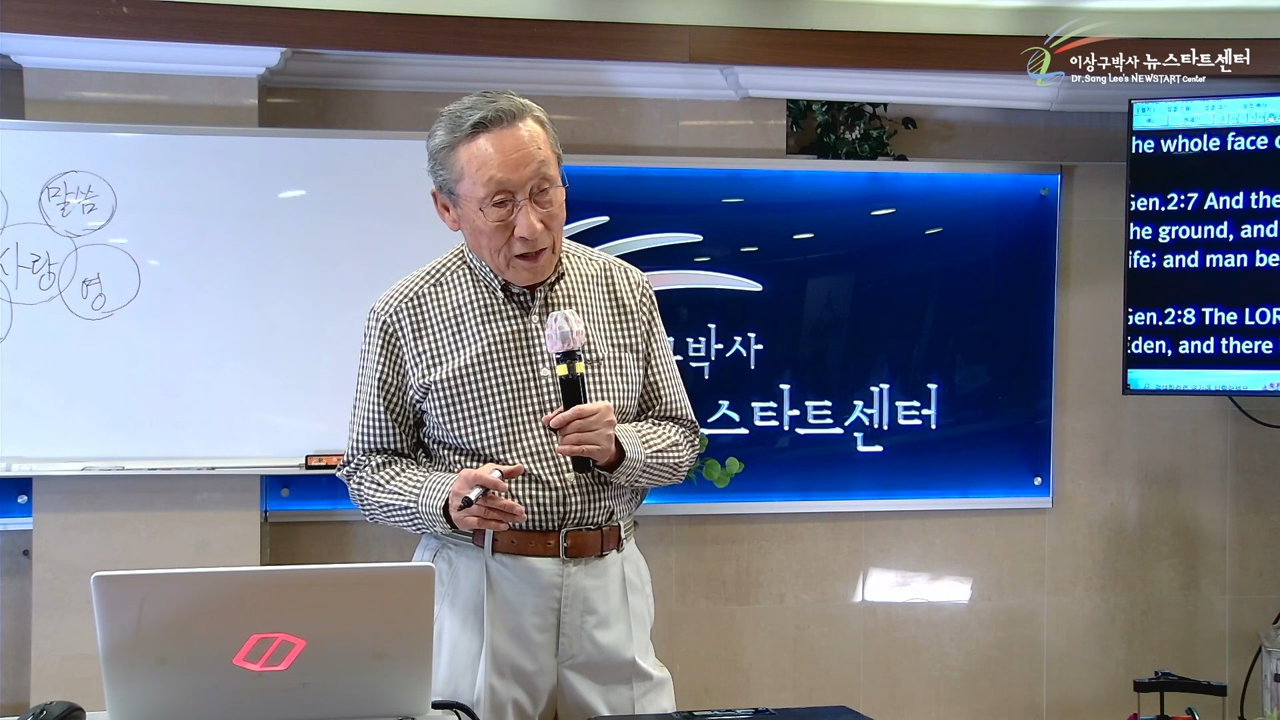 이상구박사 뉴스타트센터
Dr. Sang Lee's NEWSTART Center
말씀
사랑
영
박사
스타트센터
he whole face
Gen.2:7 And the
he ground, and
ife; and man be
Gen.2:8 The LOR
Eden, and there